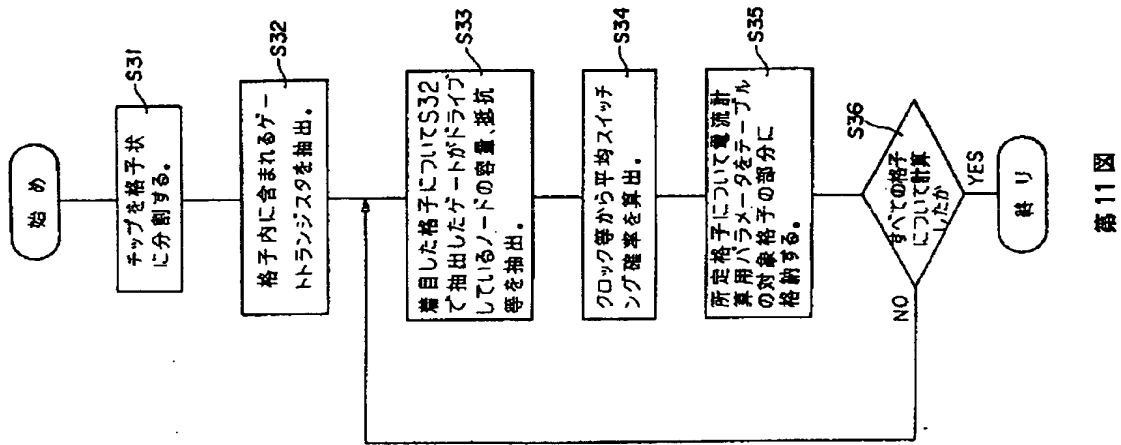 始め
S31
チップを格子状
に分割する。
S32
格子内に含まれるゲー
トトランジスタを抽出。
S33
着目した格子についてS32
で抽出したゲートがドライブ
しているノードの容量、抵抗
等を抽出。
S34
クロック等から平均スイッチ
ング確率を算出。
S35
所定格子について電流計
算用パラメータをテーブル
の対象格子の部分に
格納する。
S36
すべての格子
について計算
したか
NO
YES
終り
第11図